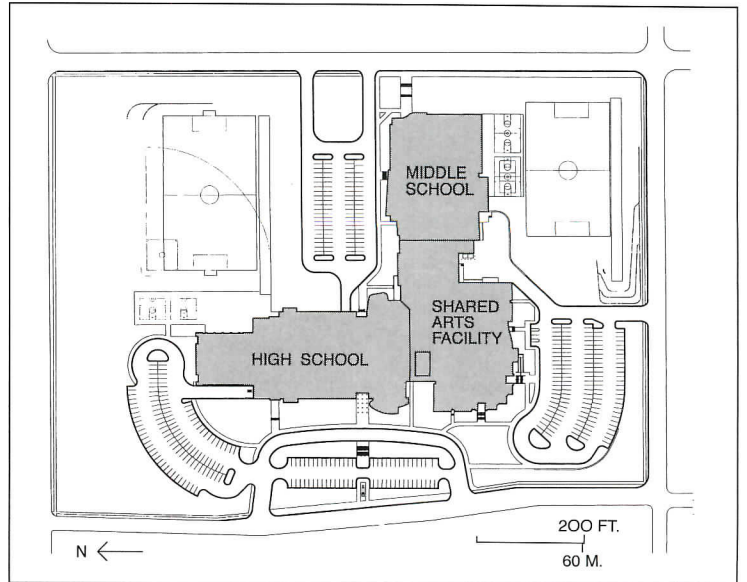 MIDDLE
SCHOOL
SHARED
ARTS
FACILITY
HIGH SCHOOL
200 FT.
N
60 M.